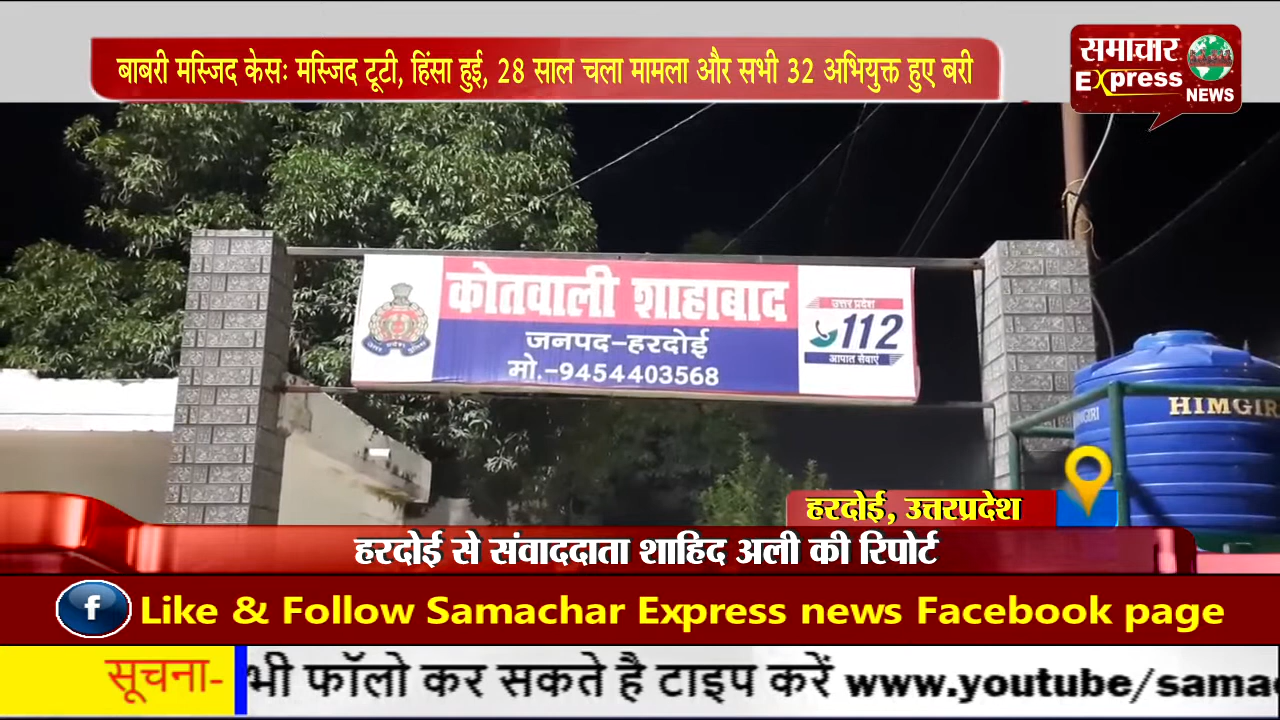 बाबरी मस्जिद केसः मस्जिद टूटी, हिंसा हुई, 28 साल चला मामला और सभी 32 अभियुक्त हुए बरी
समाचार
Express
NEWS
कोतवाली शाहाबाद
जनपद-हरदोई
मो.-9454403568
उत्तर प्रदेश
112
आपात सेवाएं
HIMGIR
हरदोई, उत्तरप्रदेश
हरदोई से संवाददाता शाहिद अली की रिपोर्ट
f Like & Follow Samachar Express news Facebook page
सूचना- भी फॉलो कर सकते है टाइप करें www.youtube/samac